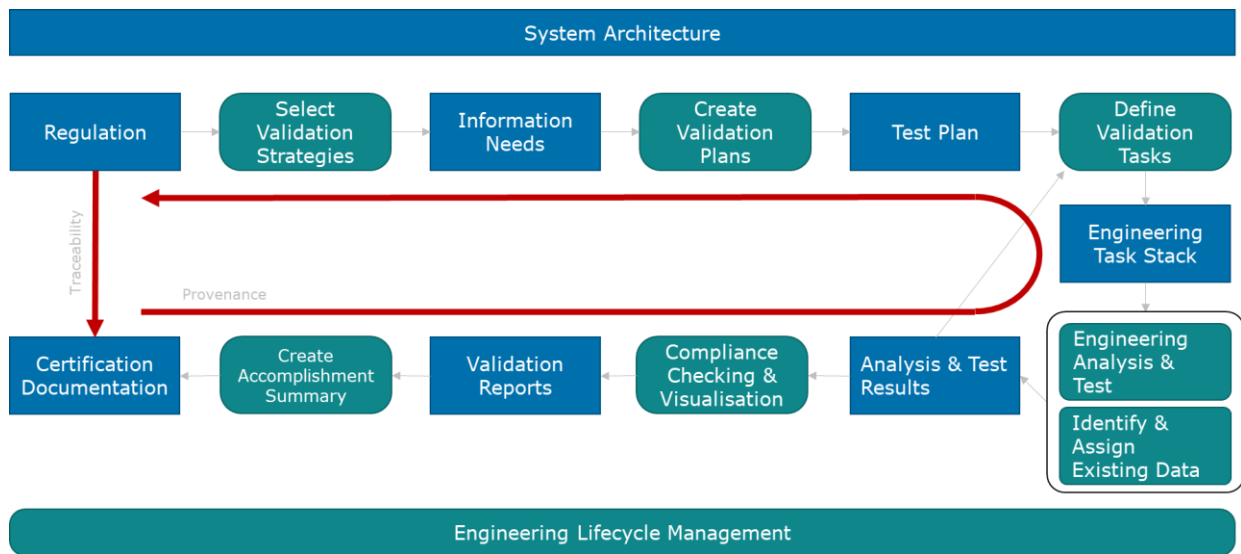 System Architecture
Regulation
Select
Validation
Strategies
Information
Needs
Create
Validation
Plans
Test Plan
Define
Validation
Tasks
Traceability
Provenance
Engineering
Task Stack
Certification
Documentation
Create
Accomplishment
Summary
Validation
Reports
Compliance
Checking &
Visualisation
Analysis & Test
Results
Engineering
Analysis &
Test
Identify &
Assign
Existing Data
Engineering Lifecycle Management